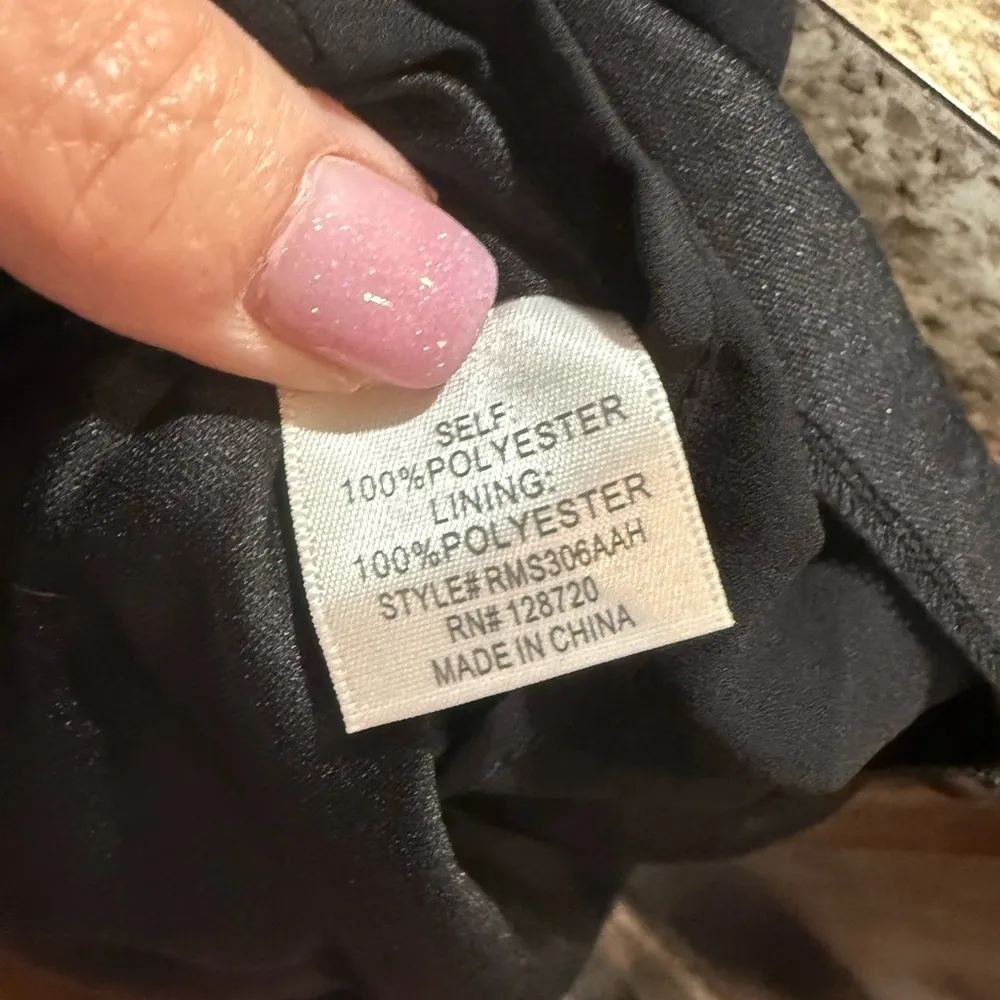 SELF:
100%POLYESTER
LINING:
100%POLYESTER
STYLE#RMS306AAH
RN# 128720
MADE IN CHINA